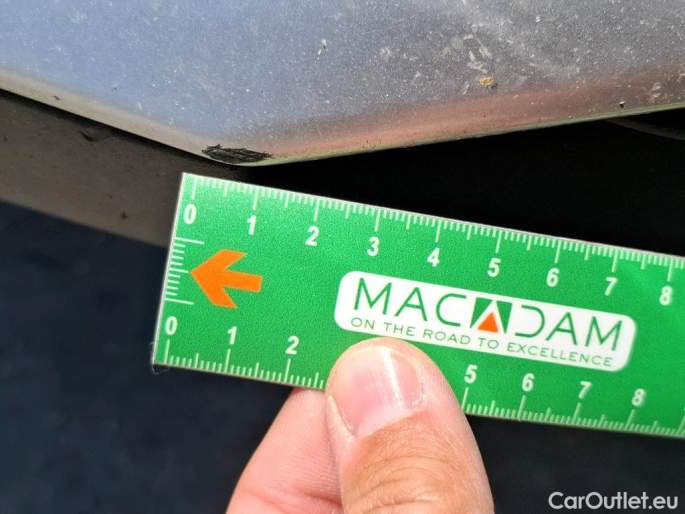 0 1 2 3 4 5 6 7 8
MACADAM
ON THE ROAD TO EXCELLENCE
0 1 2 5 6 7 8
CarOutlet.eu